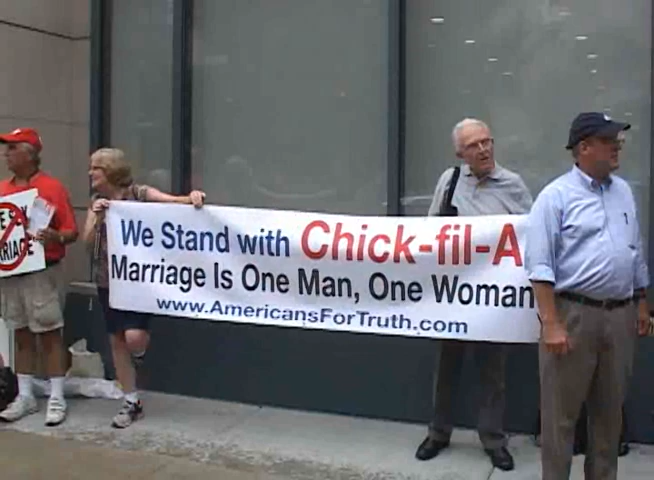 We Stand with Chick-fil-A
Marriage Is One Man, One Woman
www.AmericansForTruth.com